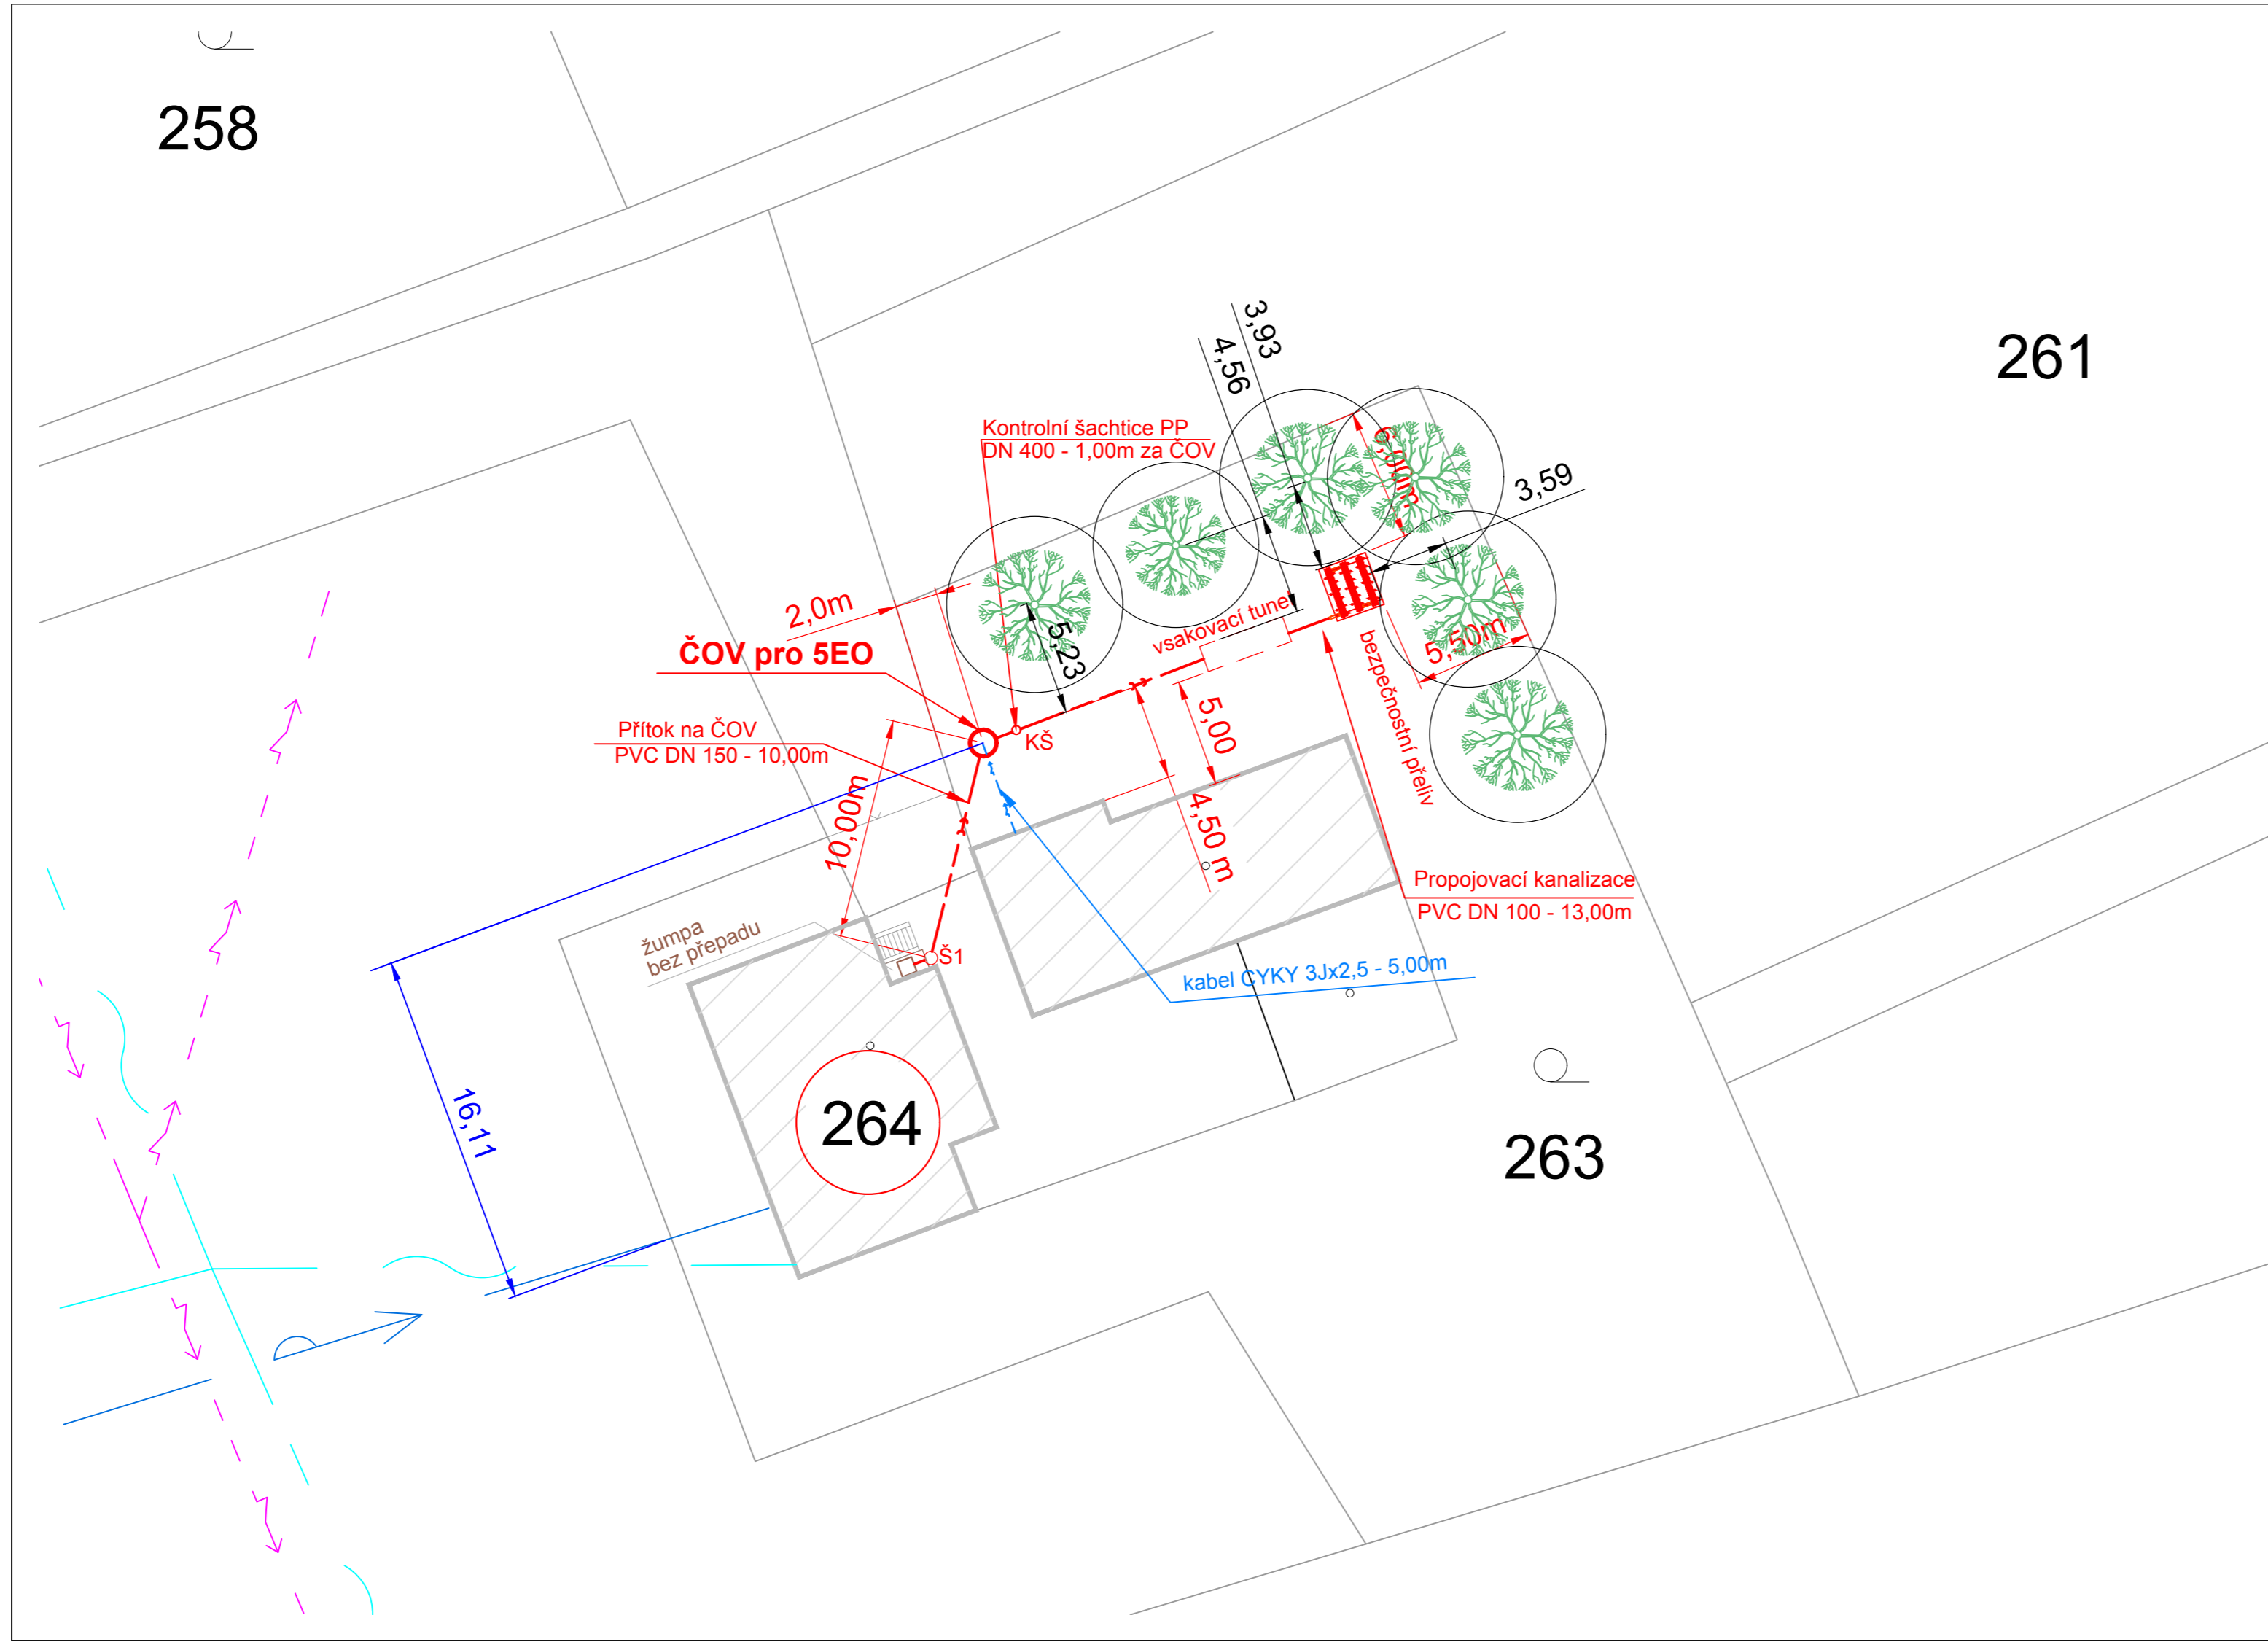 258
261
3,93
4,56
Kontrolní šachtice PP
DN 400 - 1,00m za ČOV
6,00m
3,59
2,0m
vsakovací tunel
ČOV pro 5EO
5,23
5,50m
bezpečnostní přeliv
Přítok na ČOV
PVC DN 150 - 10,00m
KŠ
5,00
10,00m
4,50 m
Propojovací kanalizace
PVC DN 100 - 13,00m
žumpa
bez přepadu
Š1
kabel CYKY 3Jx2,5 - 5,00m
16,11
264
263